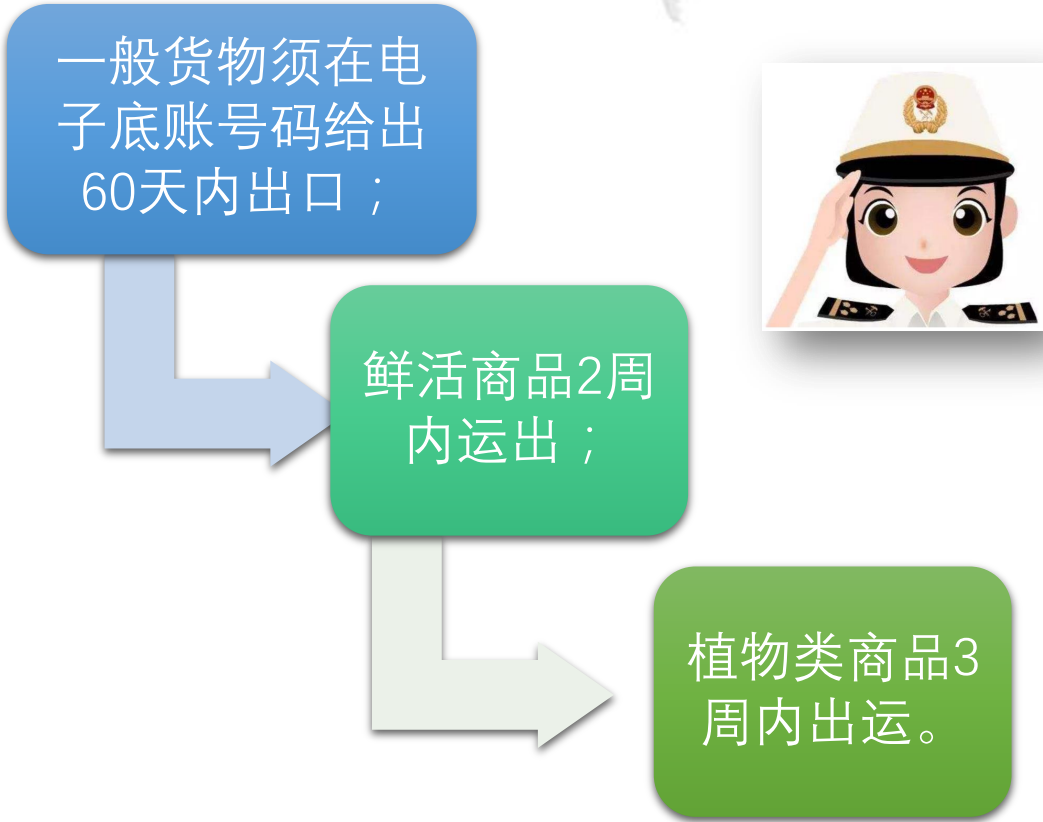 一般货物须在电
子底账号码给出
60天内出口；
鲜活商品2周
内运出；
植物类商品3
周内出运。